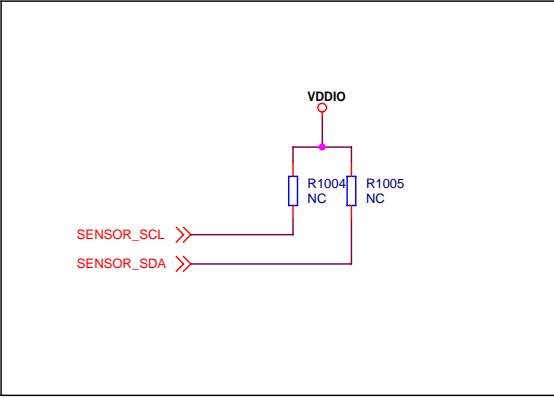 VDDIO
R1004
NC
R1005
NC
SENSOR_SCL
SENSOR_SDA